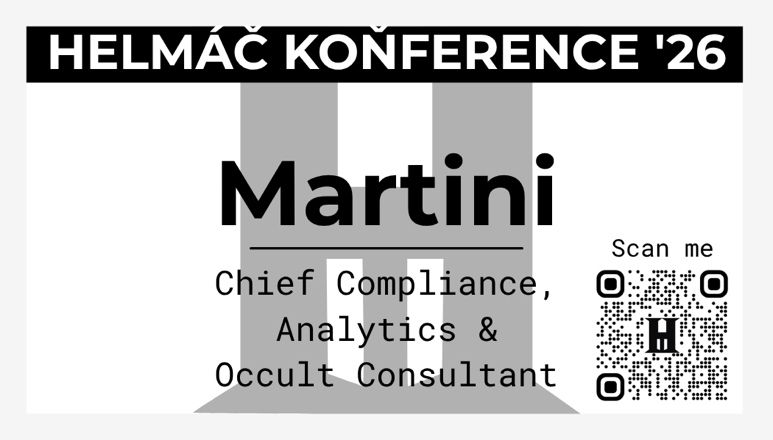 HELMÁČ KOŇFERENCE '26
Martini
Chief Compliance,
Analytics &
Occult Consultant
Scan me
H